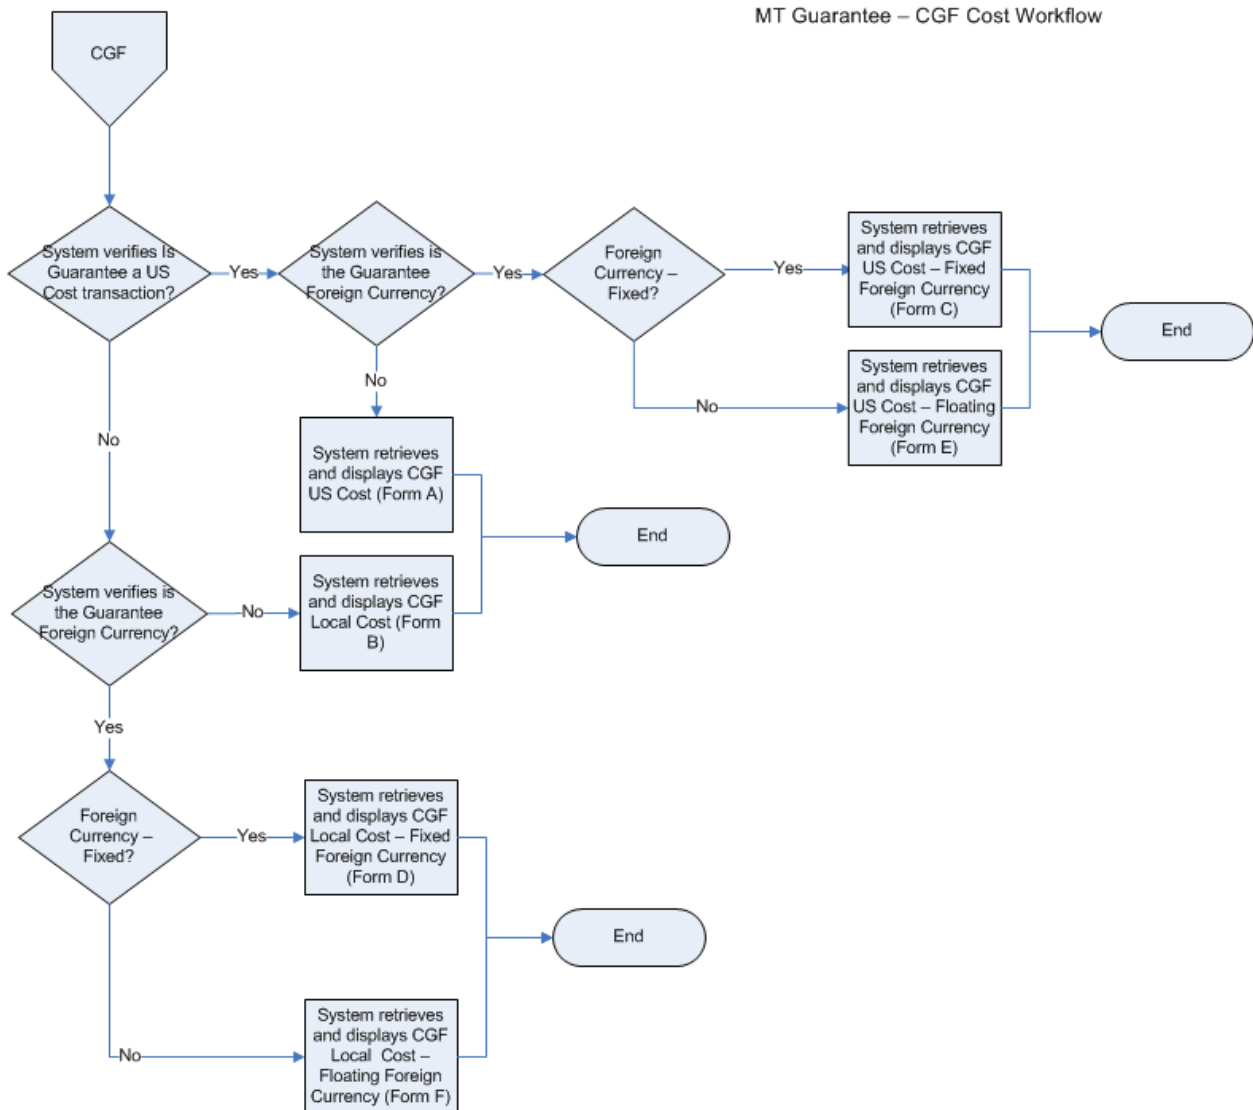 MT Guarantee – CGF Cost Workflow
CGF
System verifies Is
Guarantee a US
Cost transaction?
Yes
System verifies is
the Guarantee
Foreign Currency?
Yes
Foreign
Currency –
Fixed?
Yes
System retrieves
and displays CGF
US Cost – Fixed
Foreign Currency
(Form C)
End
No
System retrieves
and displays CGF
US Cost – Floating
Foreign Currency
(Form E)
No
No
System retrieves
and displays CGF
US Cost (Form A)
End
System verifies is
the Guarantee
Foreign Currency?
No
System retrieves
and displays CGF
Local Cost (Form
B)
Yes
Foreign
Currency –
Fixed?
Yes
System retrieves
and displays CGF
Local Cost – Fixed
Foreign Currency
(Form D)
End
No
System retrieves
and displays CGF
Local  Cost –
Floating Foreign
Currency (Form F)